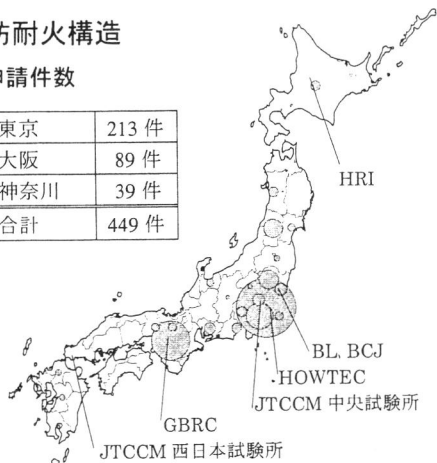 防耐火構造
申請件数
東京 213 件
大阪 89 件
神奈川 39 件
合計 449 件
HRI
BL, BCJ
HOWTEC
JTCCM 中央試験所
GBRC
JTCCM 西日本試験所